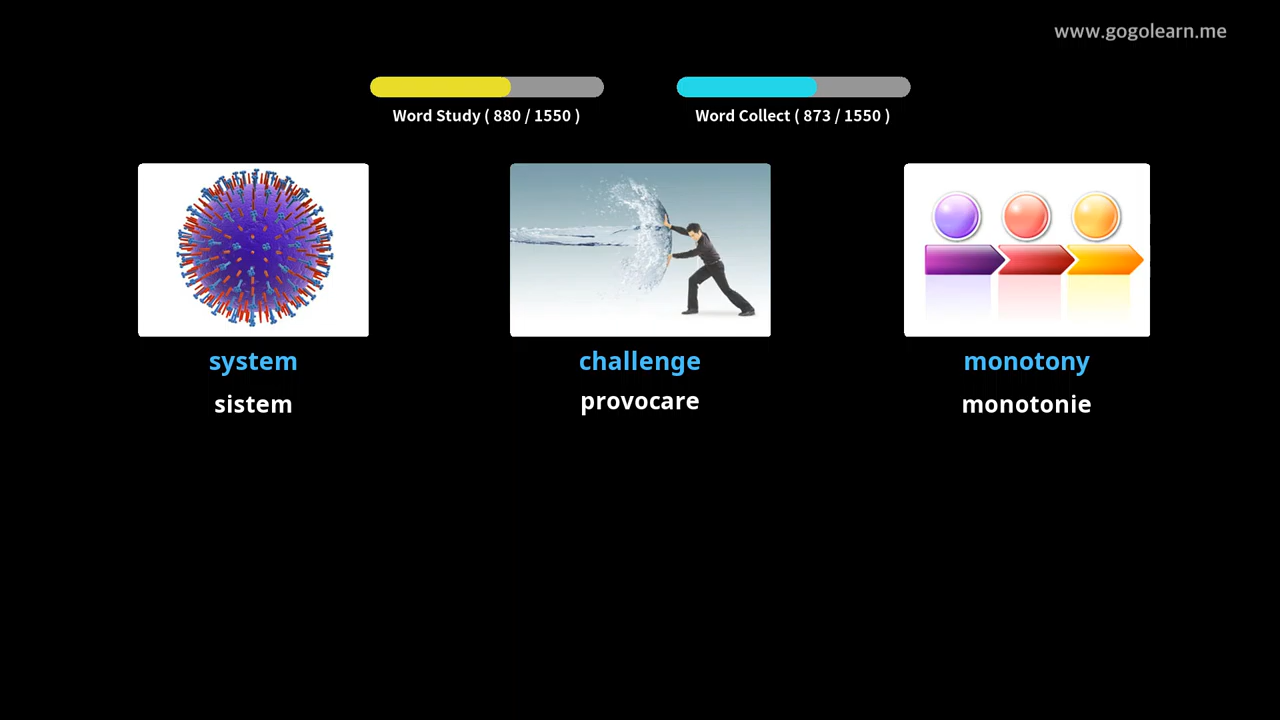 www.gogolearn.me
Word Study ( 880 / 1550 )
Word Collect ( 873 / 1550 )
system
challenge
monotony
sistem
provocare
monotonie